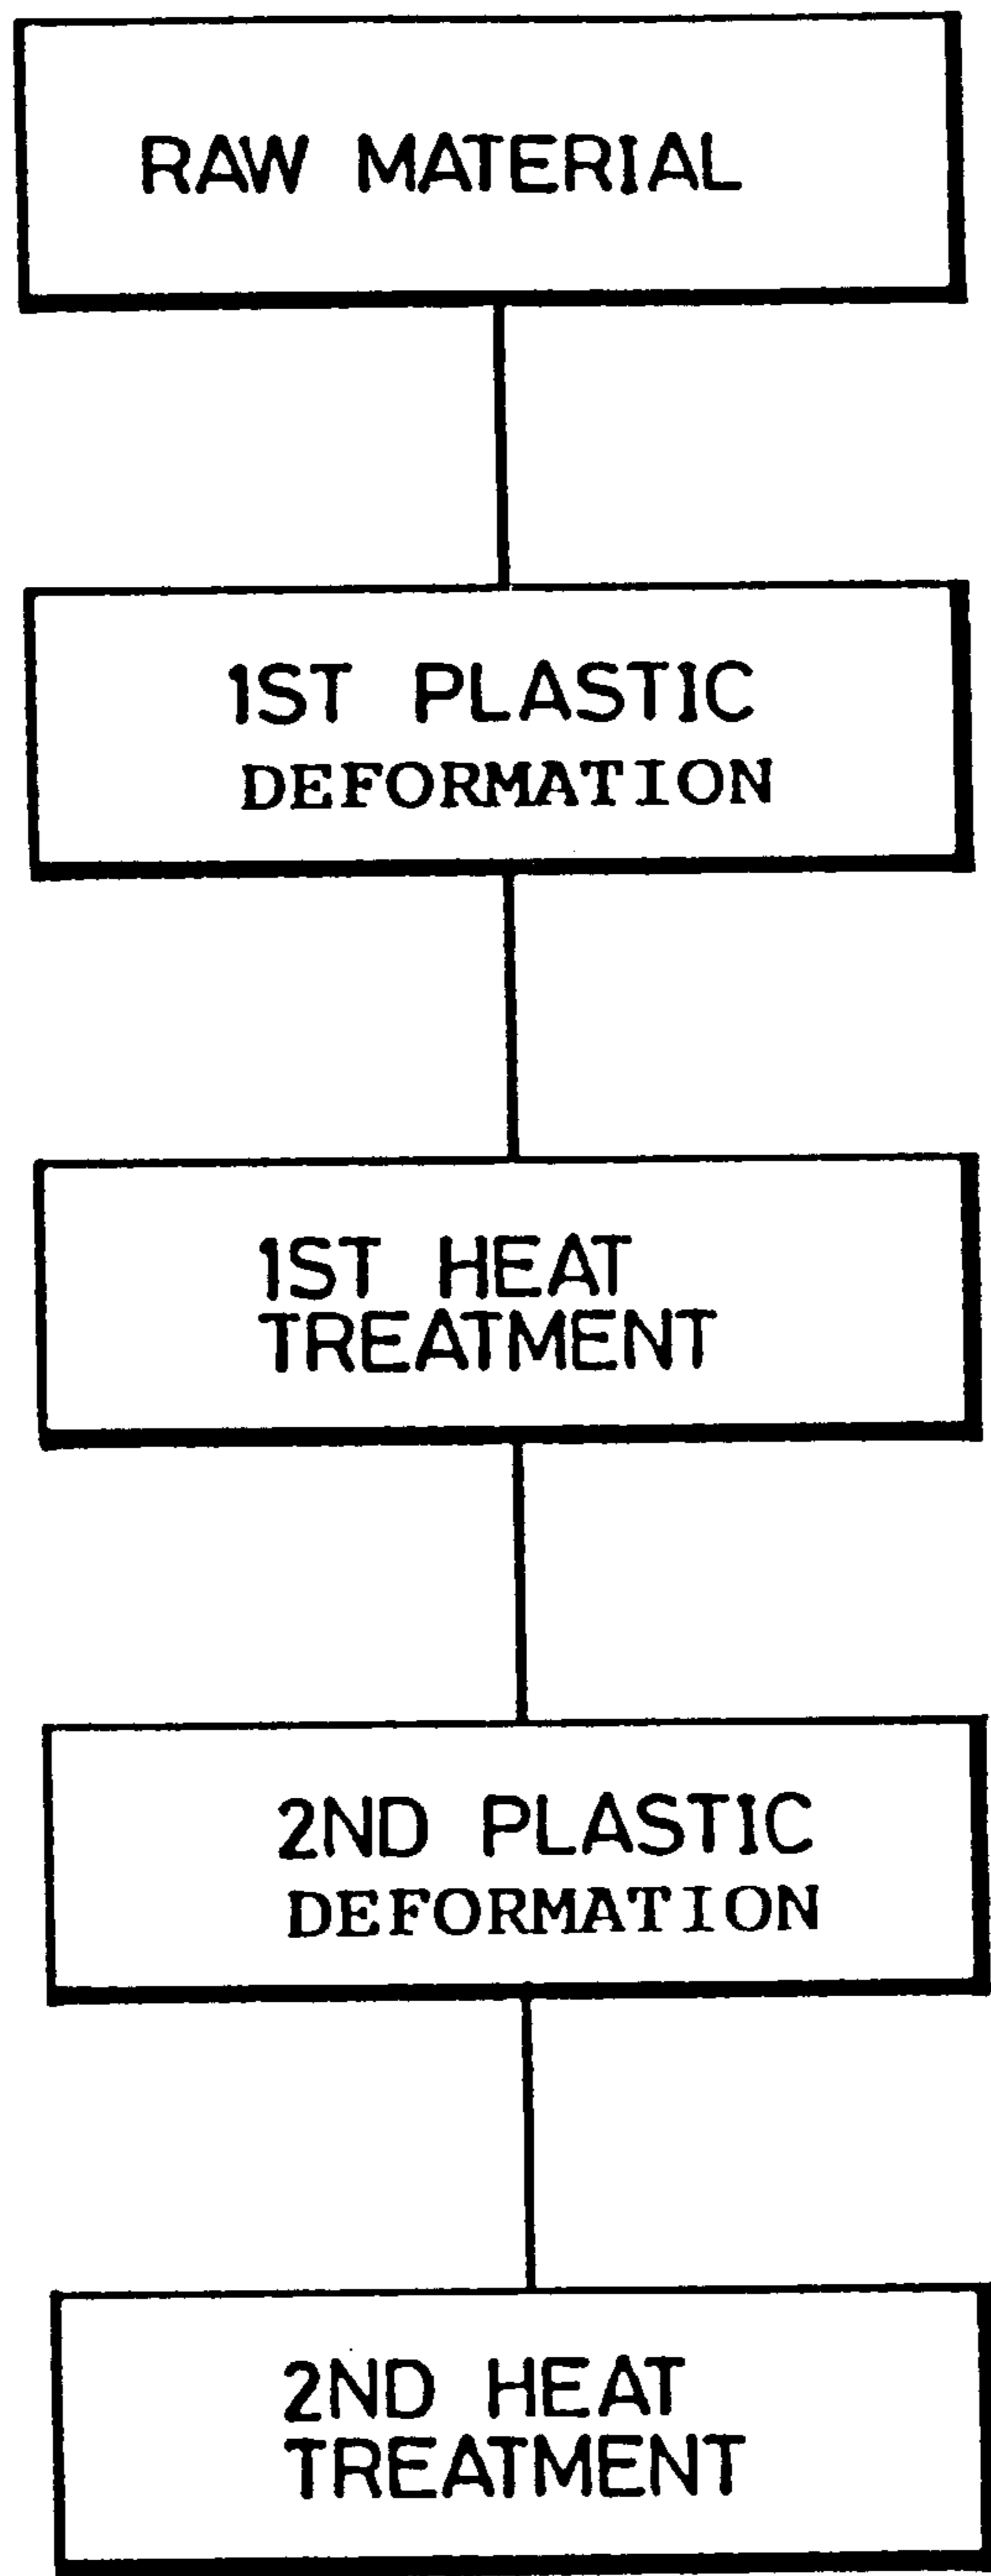 RAW MATERIAL
1ST PLASTIC
DEFORMATION
1ST HEAT
TREATMENT
2ND PLASTIC
DEFORMATION
2ND HEAT
TREATMENT